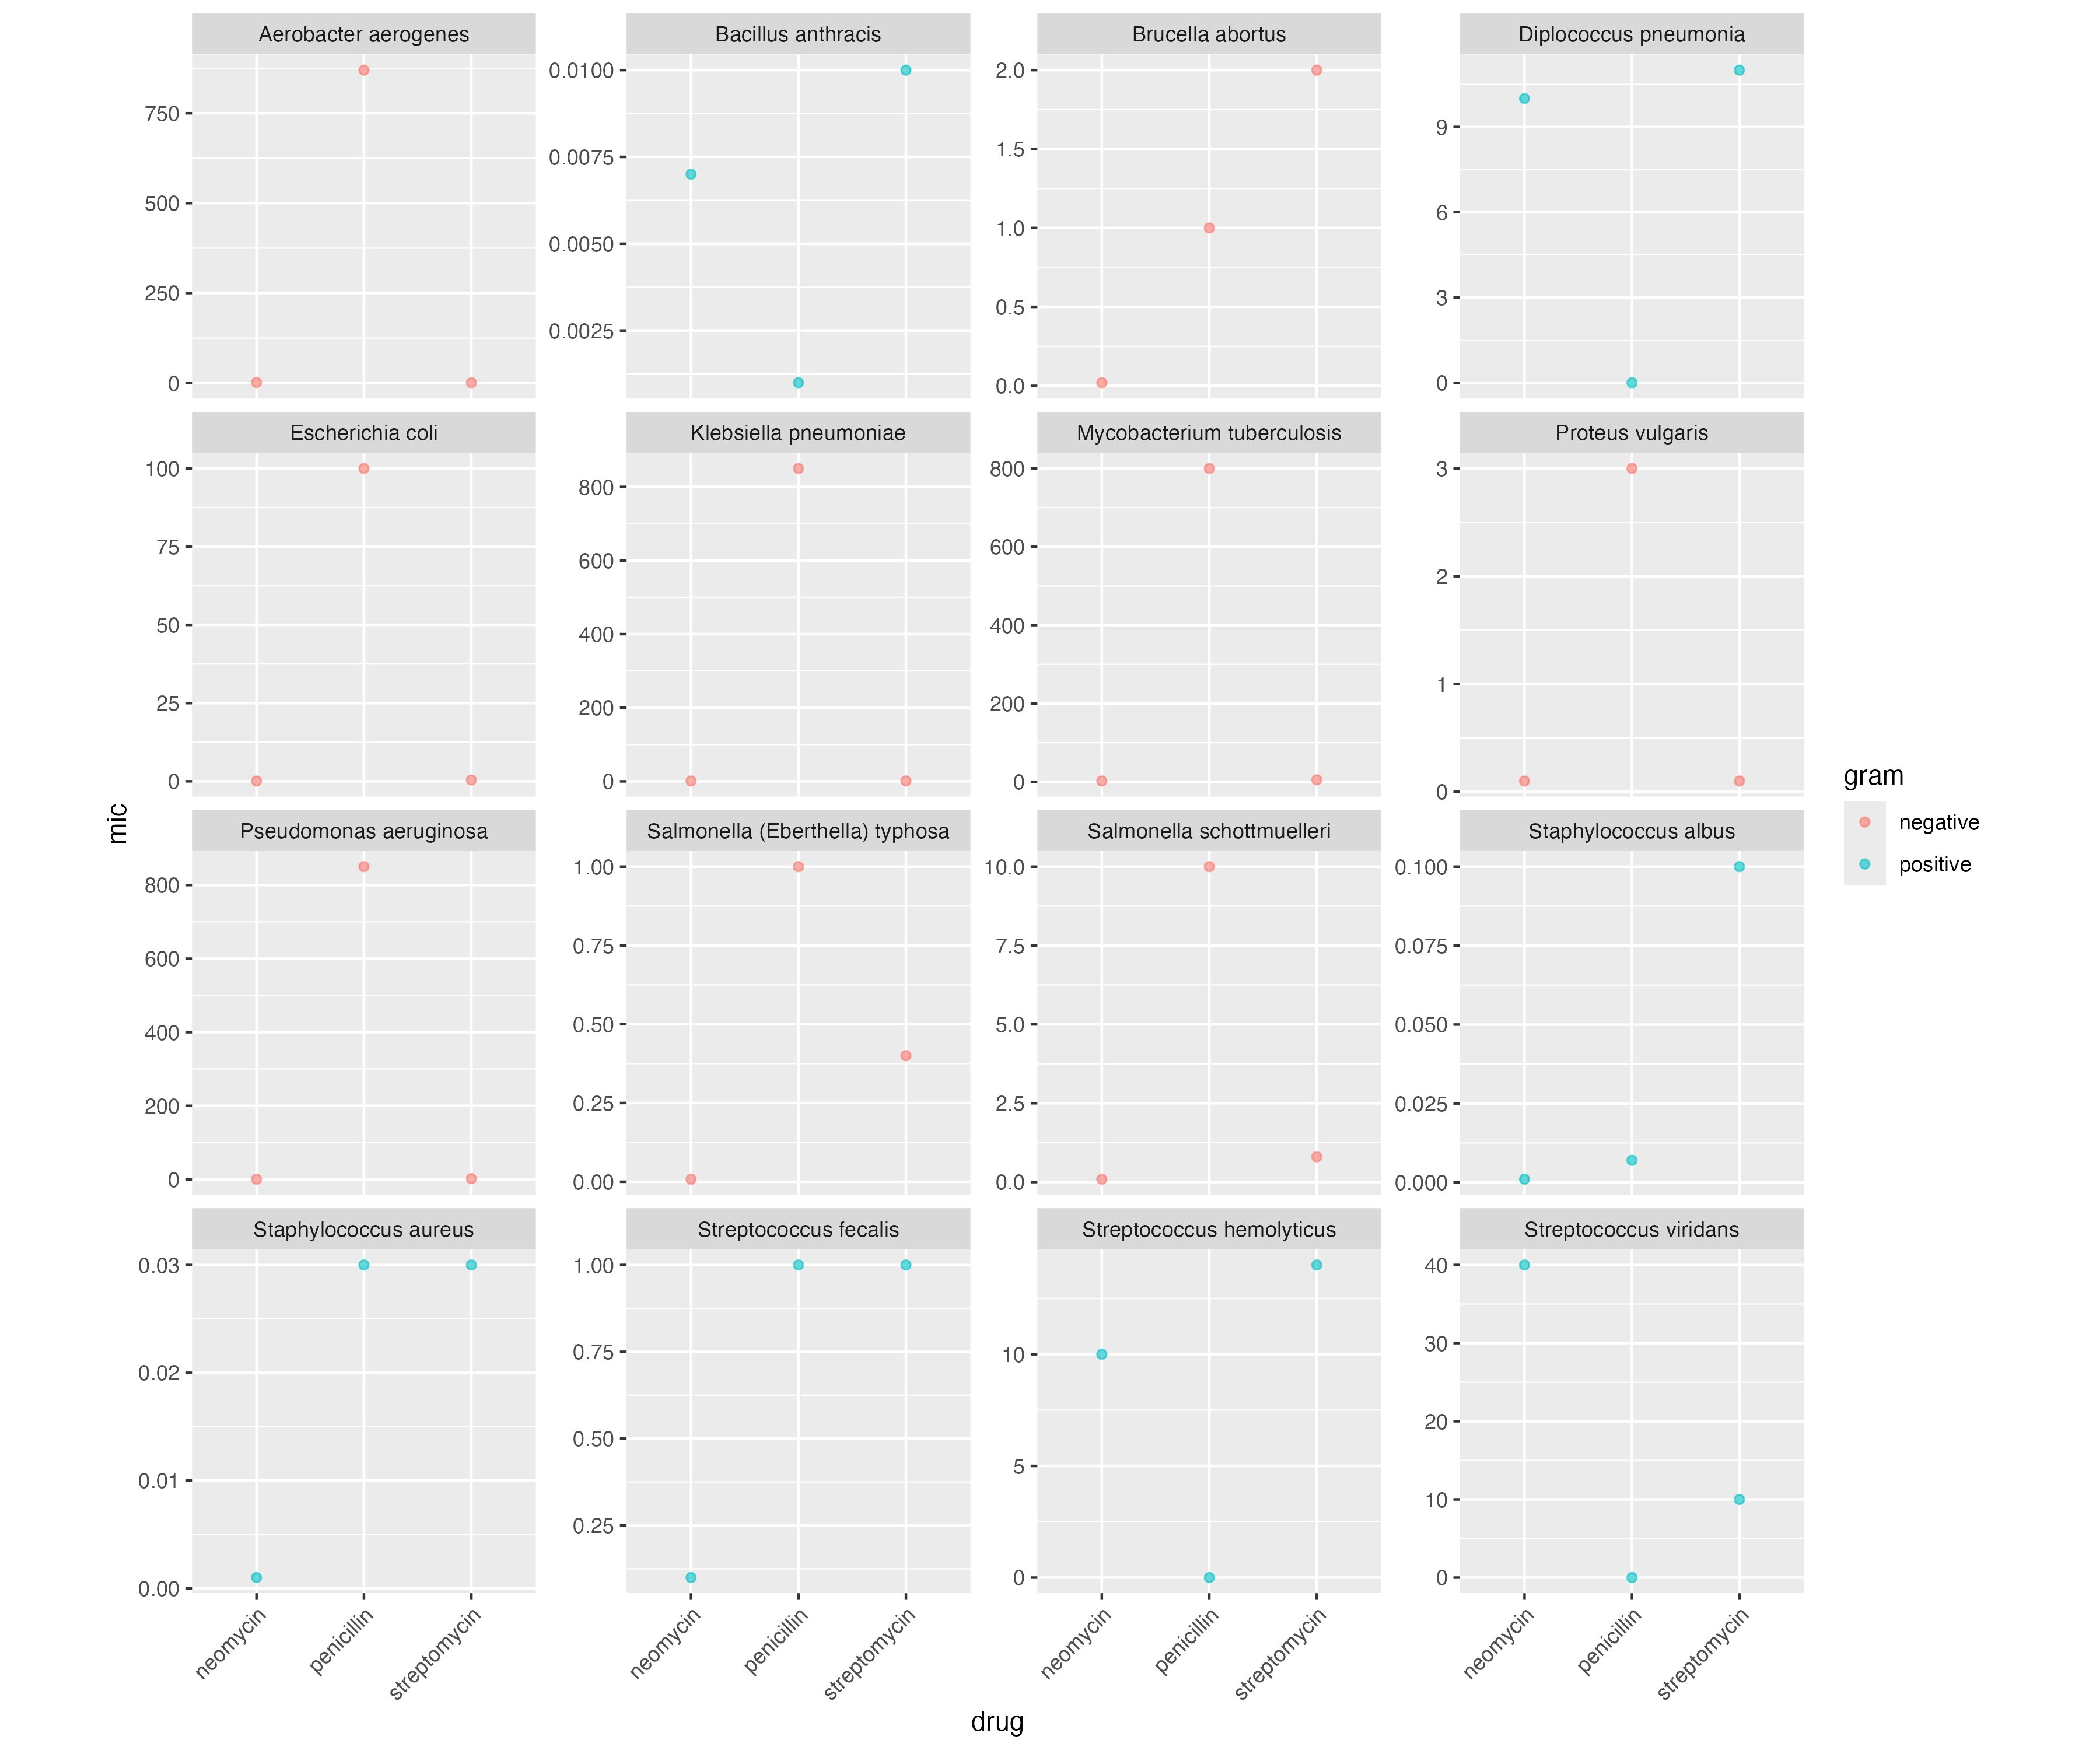 Aerobacter aerogenes
Bacillus anthracis
Brucella abortus
Diplococcus pneumonia
750
500
250
0
0.0100
0.0075
0.0050
0.0025
2.0
1.5
1.0
0.5
0.0
9
6
3
0
Escherichia coli
Klebsiella pneumoniae
Mycobacterium tuberculosis
Proteus vulgaris
100
75
50
25
0
800
600
400
200
0
800
600
400
200
0
3
2
1
0
mic
Pseudomonas aeruginosa
Salmonella (Eberthella) typhosa
Salmonella schottmuelleri
Staphylococcus albus
800
600
400
200
0
1.00
0.75
0.50
0.25
0.00
10.0
7.5
5.0
2.5
0.0
0.100
0.075
0.050
0.025
0.000
Staphylococcus aureus
Streptococcus fecalis
Streptococcus hemolyticus
Streptococcus viridans
0.03
0.02
0.01
0.00
1.00
0.75
0.50
0.25
10
5
0
40
30
20
10
0
neomycin
penicillin
streptomycin
neomycin
penicillin
streptomycin
neomycin
penicillin
streptomycin
neomycin
penicillin
streptomycin
drug
gram
negative
positive